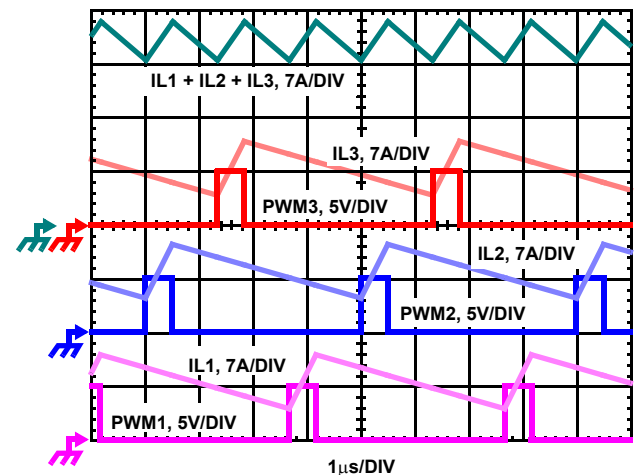 IL1 + IL2 + IL3, 7A/DIV
IL3, 7A/DIV
PWM3, 5V/DIV
IL2, 7A/DIV
PWM2, 5V/DIV
IL1, 7A/DIV
PWM1, 5V/DIV
1μs/DIV